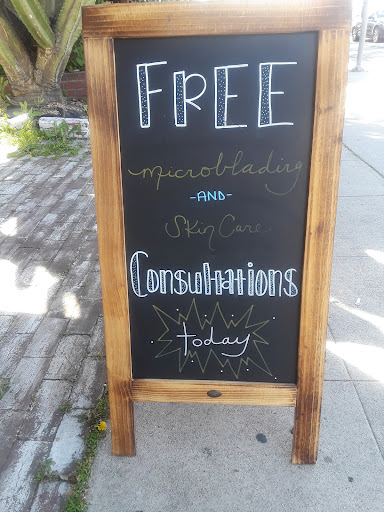 FREE
microblading
-AND-
Skin Care
Consultations
today